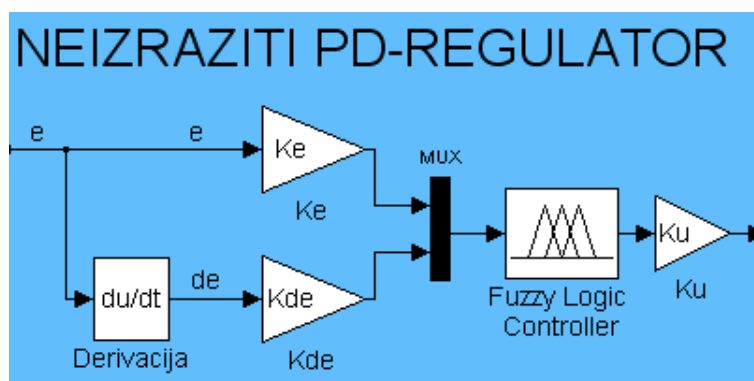 NEIZRAZITI PD-REGULATOR
e
e
Ke
Ke
MUX
du/dt
Derivacija
de
Kde
Kde
Fuzzy Logic
Controller
Ku
Ku